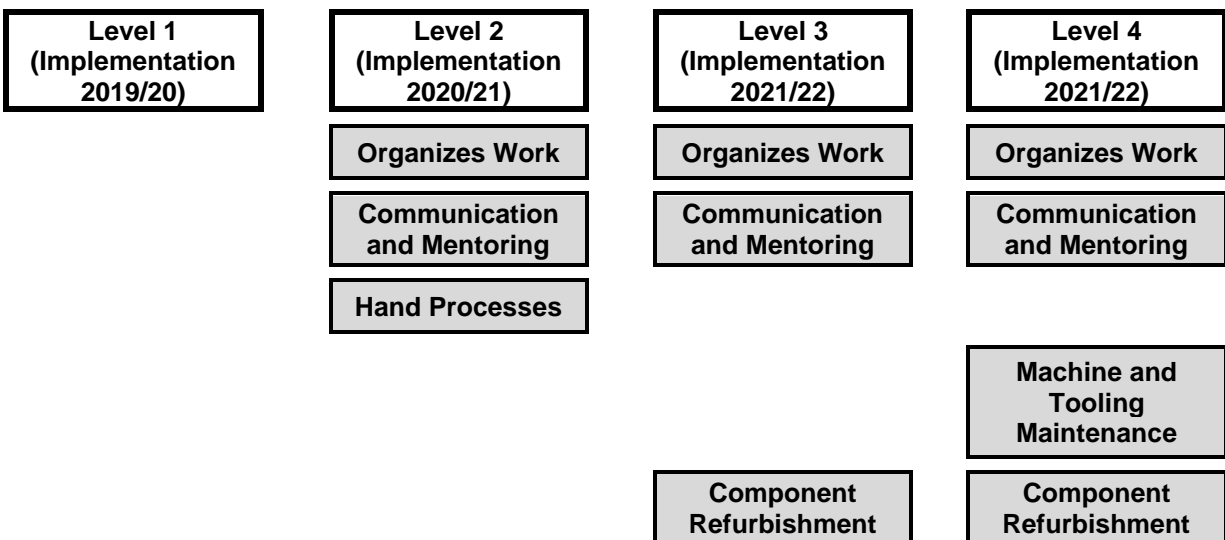 Level 1
(Implementation
2019/20)
Level 2
(Implementation
2020/21)
Level 3
(Implementation
2021/22)
Level 4
(Implementation
2021/22)
Organizes Work
Organizes Work
Organizes Work
Communication
and Mentoring
Communication
and Mentoring
Communication
and Mentoring
Hand Processes
Machine and
Tooling
Maintenance
Component
Refurbishment
Component
Refurbishment